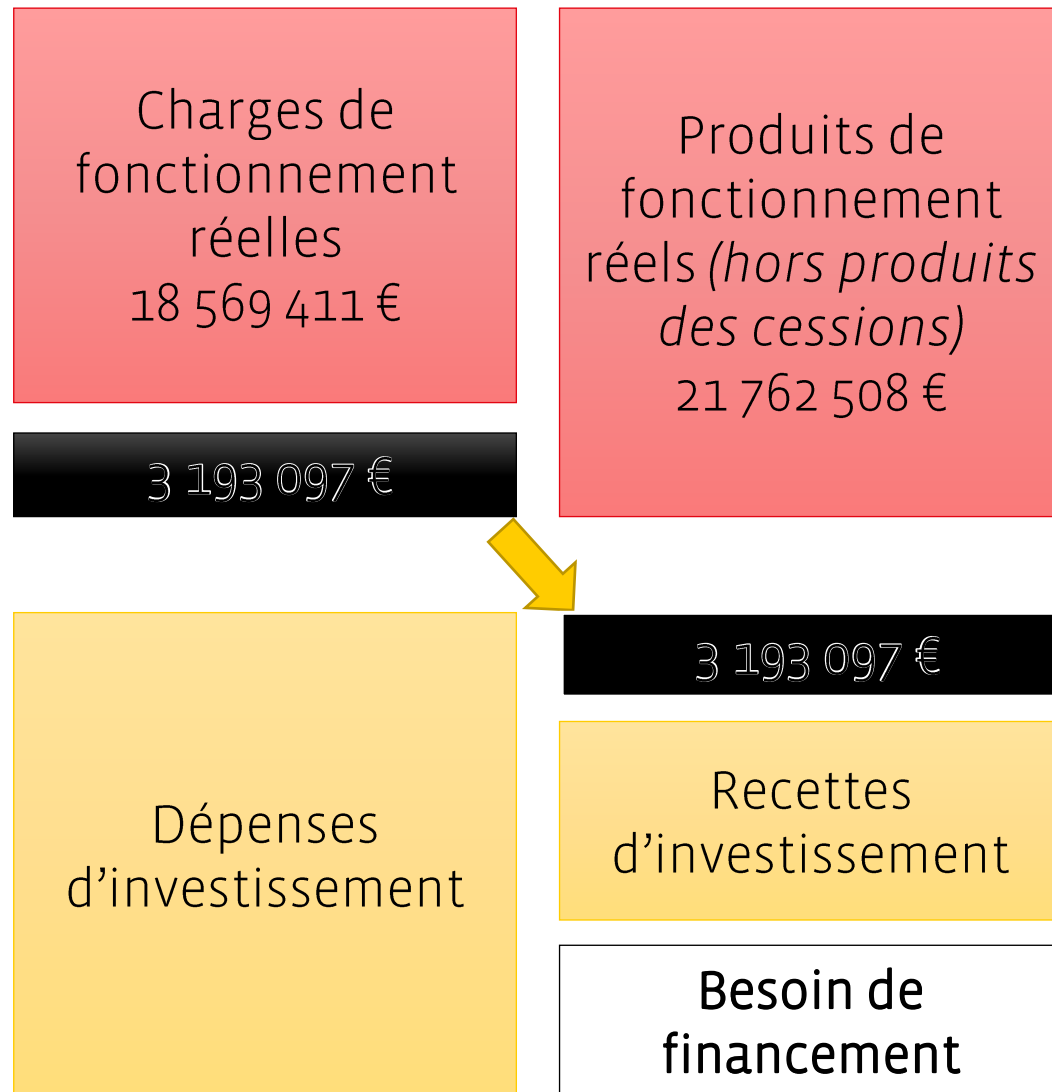 Charges de
fonctionnement
réelles
18 569 411 €
Produits de
fonctionnement
réels (hors produits
des cessions)
21 762 508 €
3 193 097 €
3 193 097 €
Dépenses
d’investissement
Recettes
d’investissement
Besoin de
financement